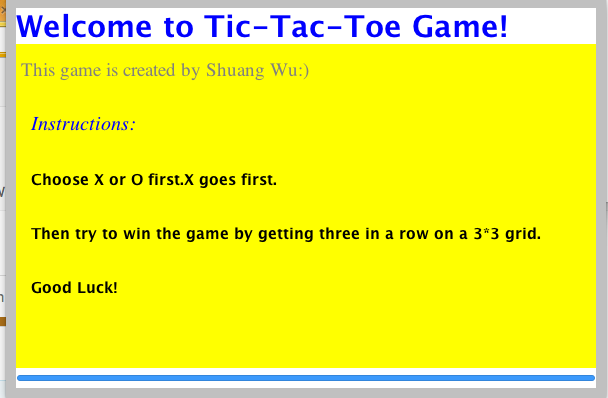 Welcome to Tic-Tac-Toe Game!
This game is created by Shuang Wu:)
Instructions:
Choose X or O first.X goes first.
Then try to win the game by getting three in a row on a 3*3 grid.
Good Luck!